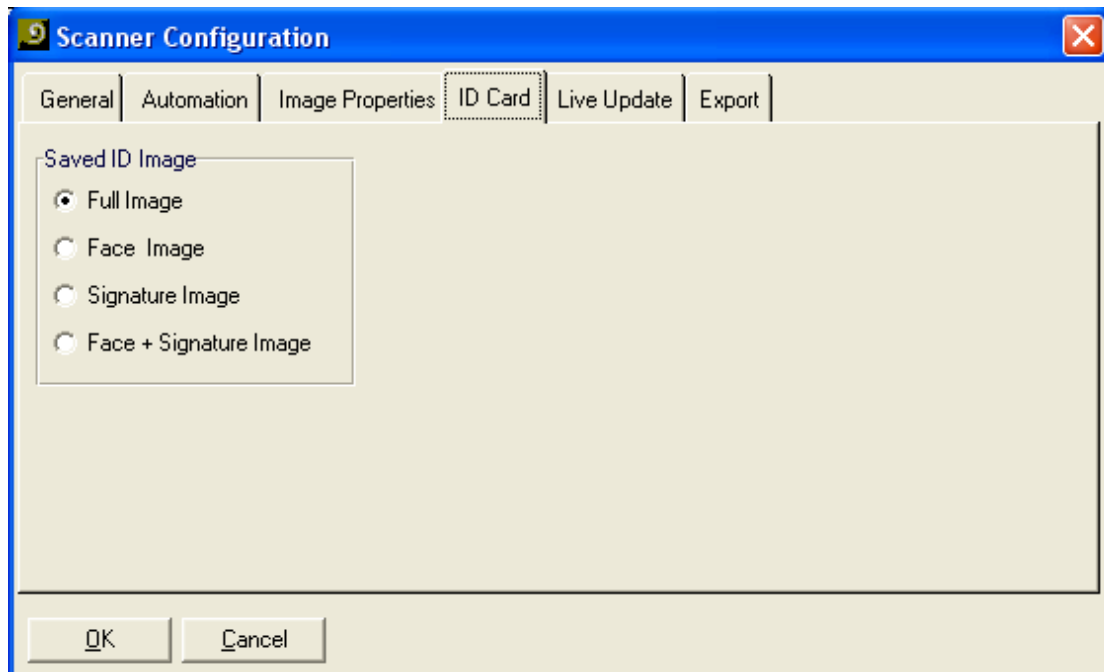 Scanner Configuration
General Automation Image Properties ID Card Live Update Export
Saved ID Image
Full Image
Face Image
Signature Image
Face + Signature Image
OK Cancel